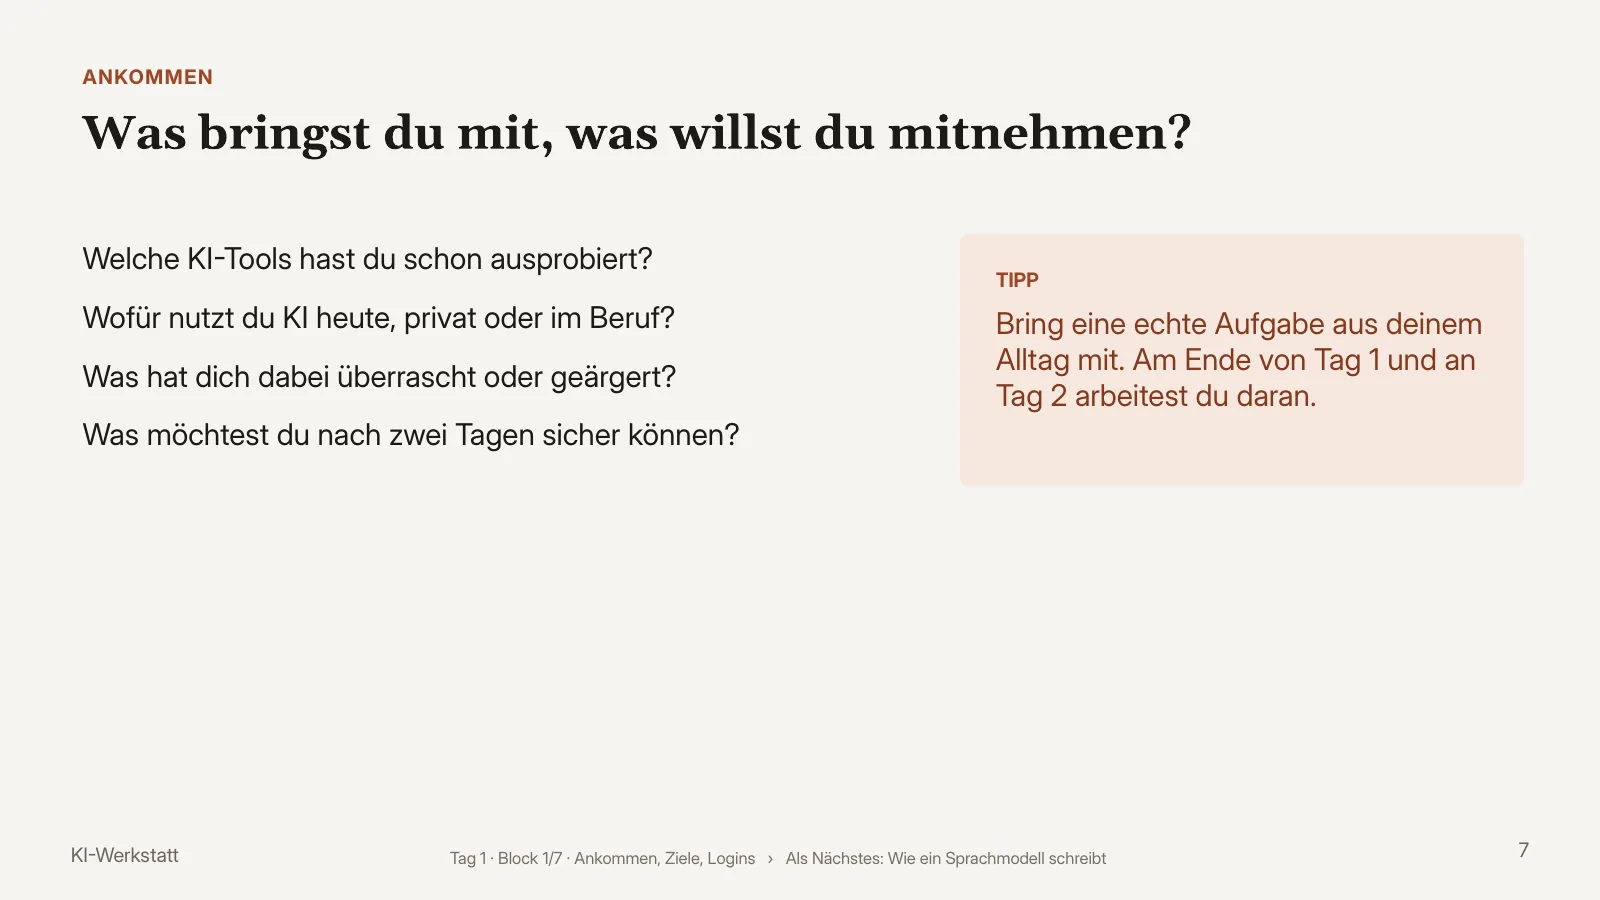 ANKOMMEN
Was bringst du mit, was willst du mitnehmen?
Welche KI-Tools hast du schon ausprobiert?
Wofür nutzt du KI heute, privat oder im Beruf?
Was hat dich dabei überrascht oder geärgert?
Was möchtest du nach zwei Tagen sicher können?
TIPP
Bring eine echte Aufgabe aus deinem
Alltag mit. Am Ende von Tag 1 und an
Tag 2 arbeitest du daran.
KI-Werkstatt
Tag 1 · Block 1/7 · Ankommen, Ziele, Logins › Als Nächstes: Wie ein Sprachmodell schreibt
7